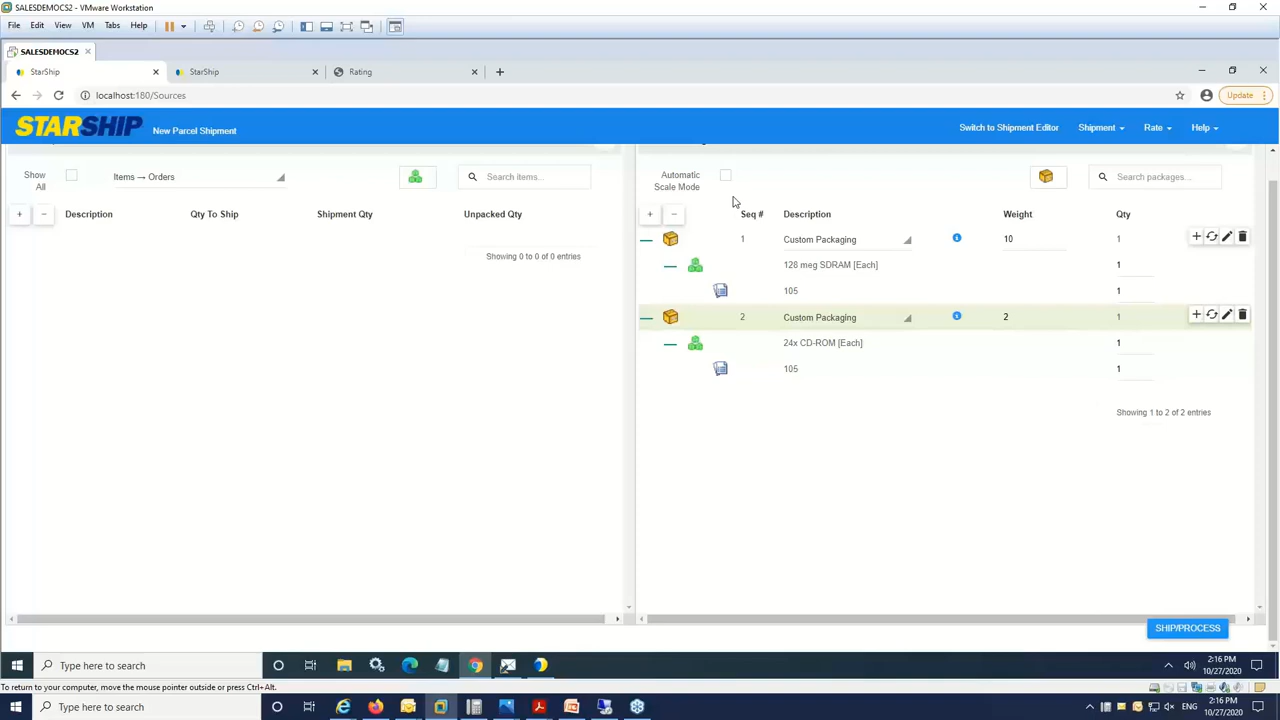 SALESDEMOCS2 - VMware Workstation
File Edit View VM Tabs Help
SALESDEMOCS2
StarShip StarShip Rating
localhost:180/Sources Update
STARSHIP New Parcel Shipment Switch to Shipment Editor Shipment Rate Help
Show All Items → Orders Search items...
Description Qty To Ship Shipment Qty Unpacked Qty
Showing 0 to 0 of 0 entries
Automatic Scale Mode Search packages...
Seq # Description Weight Qty
1 Custom Packaging 10 1
128 meg SDRAM [Each] 1
105 1
2 Custom Packaging 2 1
24x CD-ROM [Each] 1
105 1
Showing 1 to 2 of 2 entries
SHIP/PROCESS
Type here to search 2:16 PM
10/27/2020
To return to your computer, move the mouse pointer outside or press Ctrl+Alt.
Type here to search ENG 2:16 PM
10/27/2020